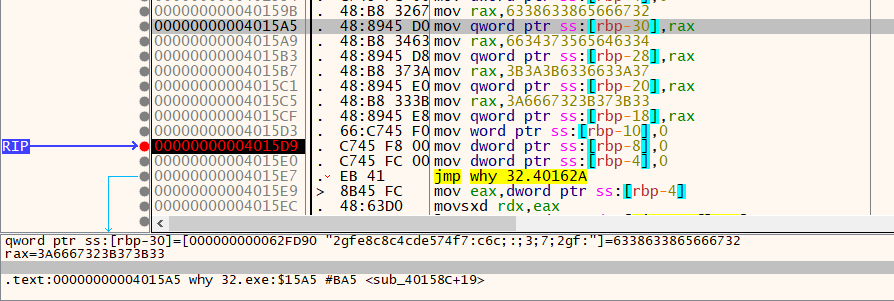 000000000040159B . 48:B8 3267 mov rax,6338633865666732
00000000004015A5 . 48:8945 D0 mov qword ptr ss:[rbp-30],rax
00000000004015A9 . 48:B8 3463 mov rax,6634373565646334
00000000004015B3 . 48:8945 D8 mov qword ptr ss:[rbp-28],rax
00000000004015B7 . 48:B8 373A mov rax,3B3A3B6336633A37
00000000004015C1 . 48:8945 E0 mov qword ptr ss:[rbp-20],rax
00000000004015C5 . 48:B8 333B mov rax,3A6667323B373B33
00000000004015CF . 48:8945 E8 mov qword ptr ss:[rbp-18],rax
00000000004015D3 . 66:C745 F0 mov word ptr ss:[rbp-10],0
RIP 00000000004015D9 . C745 F8 00 mov dword ptr ss:[rbp-8],0
00000000004015E0 . C745 FC 00 mov dword ptr ss:[rbp-4],0
00000000004015E7 . EB 41 jmp why 32.40162A
00000000004015E9 > 8B45 FC mov eax,dword ptr ss:[rbp-4]
00000000004015EC . 48:63D0 movsxd rdx,eax
qword ptr ss:[rbp-30]=[000000000062FD90 "2gfe8c8c4cde574f7:c6c;:;3;7;2gf:"]=6338633865666732
rax=3A6667323B373B33
.text:00000000004015A5 why 32.exe:$15A5 #BA5 <sub_40158C+19>